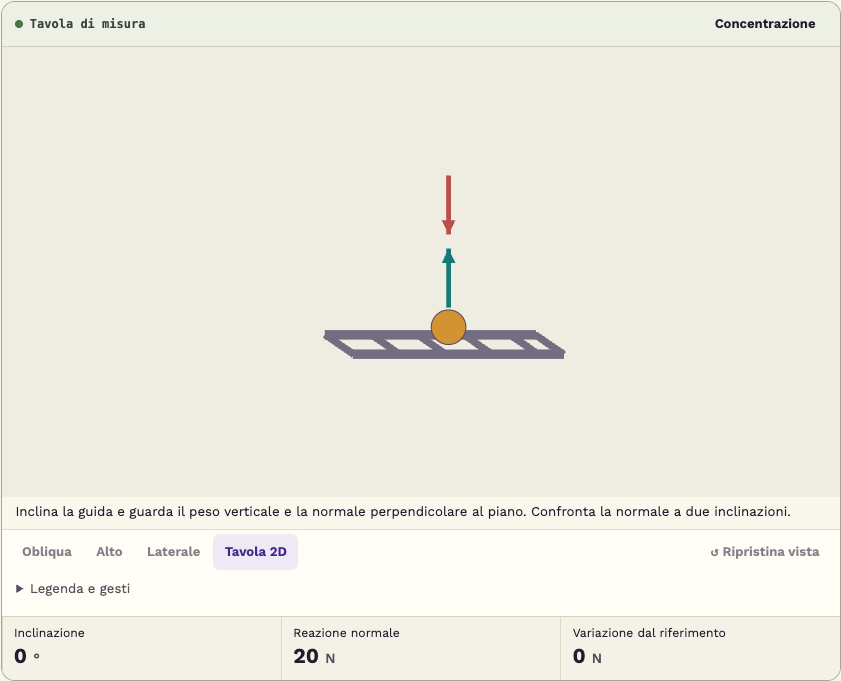 Tavola di misura
Concentrazione
Inclina la guida e guarda il peso verticale e la normale perpendicolare al piano. Confronta la normale a due inclinazioni.
Obliqua Alto Laterale Tavola 2D ↺ Ripristina vista
▶ Legenda e gesti
Inclinazione
0 °
Reazione normale
20 N
Variazione dal riferimento
0 N